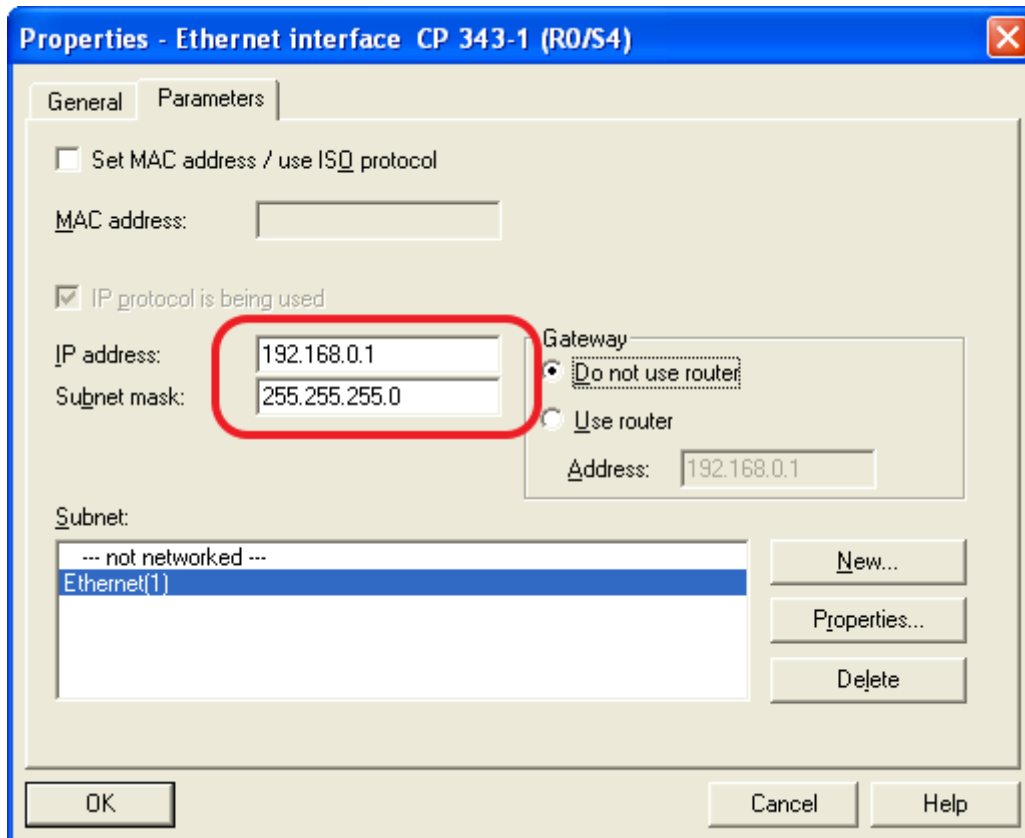 Properties - Ethernet interface CP 343-1 (R0/S4)
General
Parameters
Set MAC address / use ISO protocol
MAC address:
IP protocol is being used
IP address:
192.168.0.1
Subnet mask:
255.255.255.0
Gateway
Do not use router
Use router
Address:
192.168.0.1
Subnet:
--- not networked ---
Ethernet(1)
New...
Properties...
Delete
OK
Cancel
Help